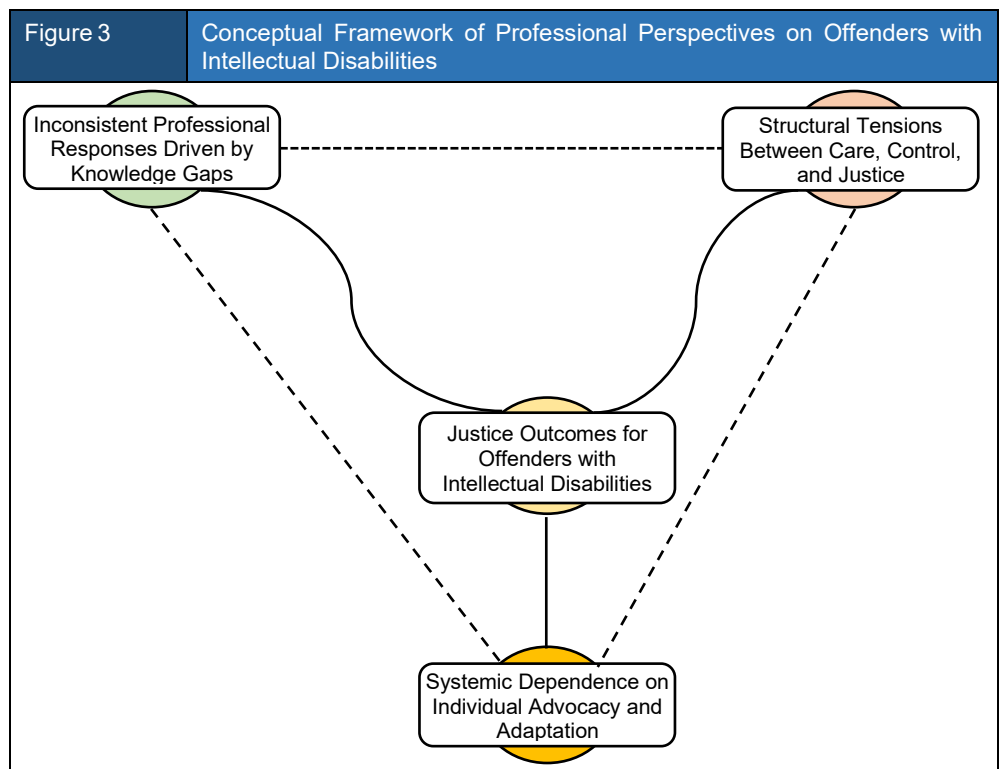 Figure 3
Conceptual Framework of Professional Perspectives on Offenders with
Intellectual Disabilities
Inconsistent Professional
Responses Driven by
Knowledge Gaps
Structural Tensions
Between Care, Control,
and Justice
Justice Outcomes for
Offenders with
Intellectual Disabilities
Systemic Dependence on
Individual Advocacy and
Adaptation